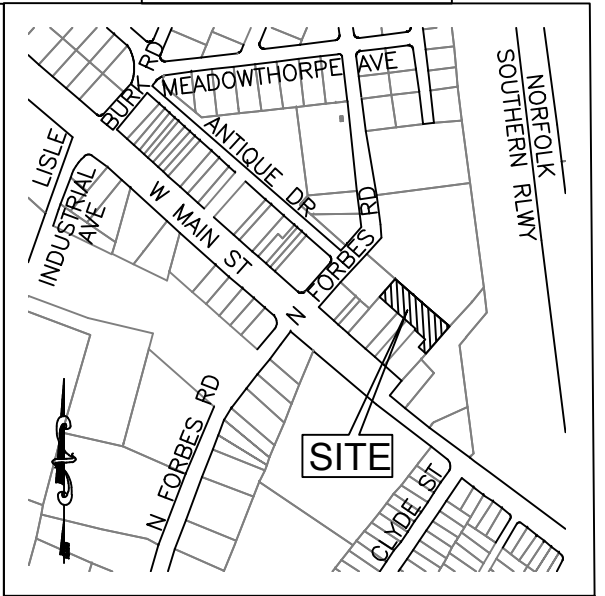 BURK RD
MEADOWTHORPE AVE
NORFOLK
SOUTHERN RLWY
ANTIQUE DR
LISLE
INDUSTRIAL
AVE
W MAIN ST
N FORBES RD
SITE
N FORBES RD
CLYDE ST